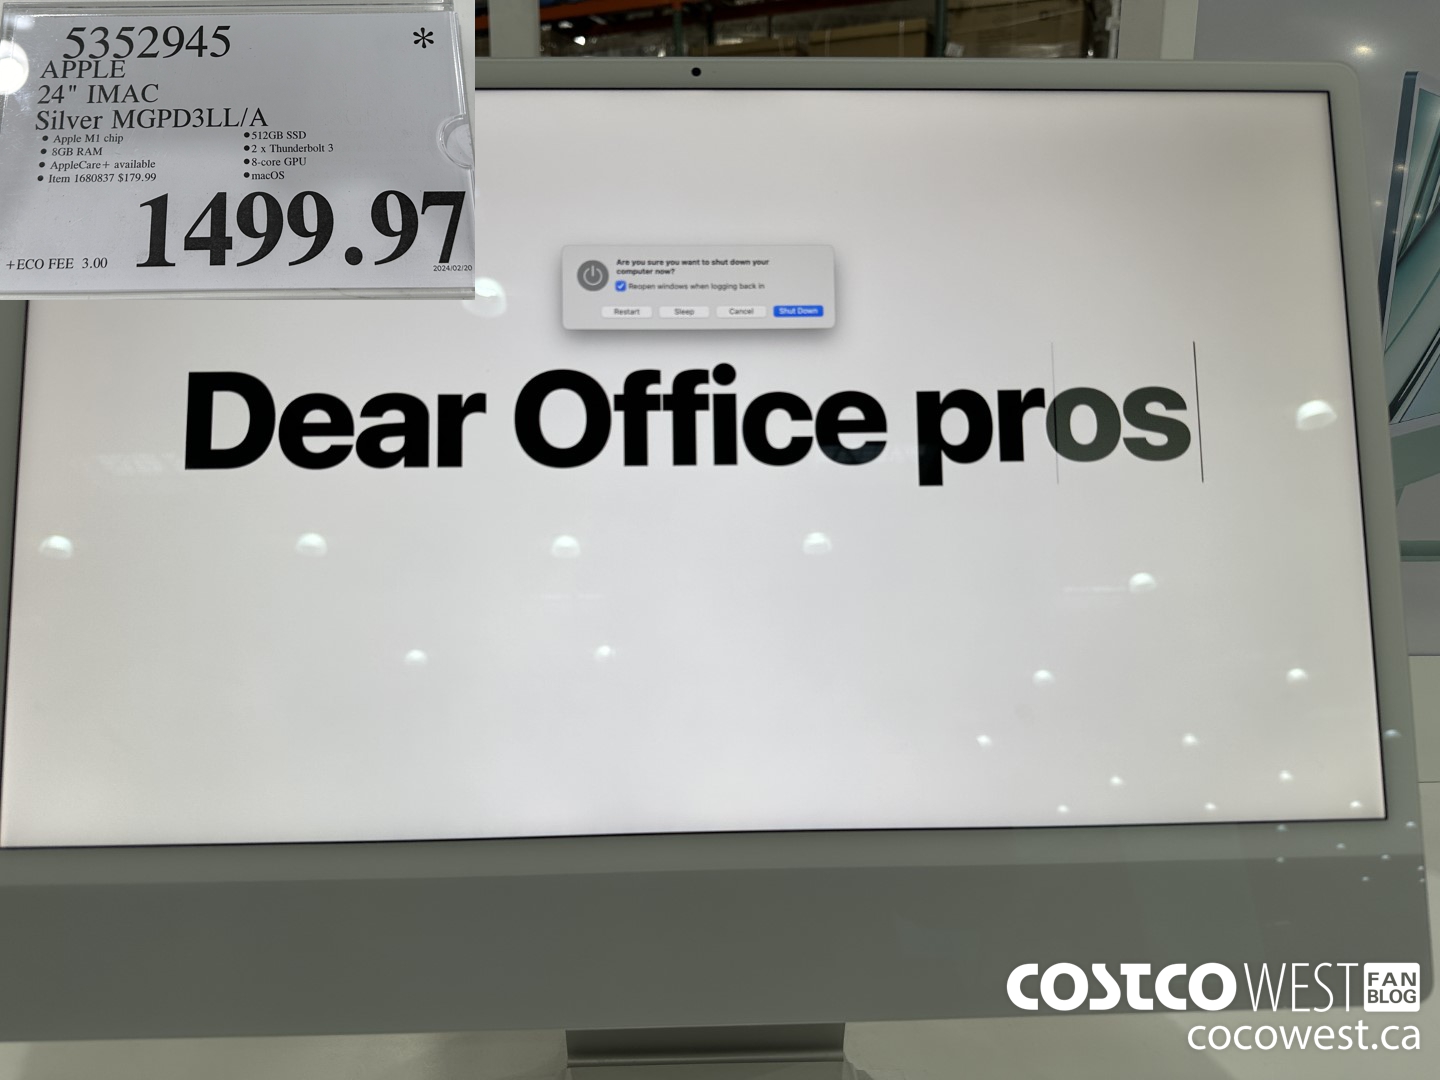 5352945 *
APPLE
24" IMAC
Silver MGPD3LL/A
• Apple M1 chip
• 8GB RAM
• AppleCare+ available
• Item 1680837 $179.99
• 512GB SSD
• 2 x Thunderbolt 3
• 8-core GPU
• macOS
1499.97
+ECO FEE 3.00
2024/02/20
Are you sure you want to shut down your
computer now?
Reopen windows when logging back in
Restart Sleep Cancel Shut Down
Dear Office pros
COSTCO WEST FAN BLOG
cocowest.ca